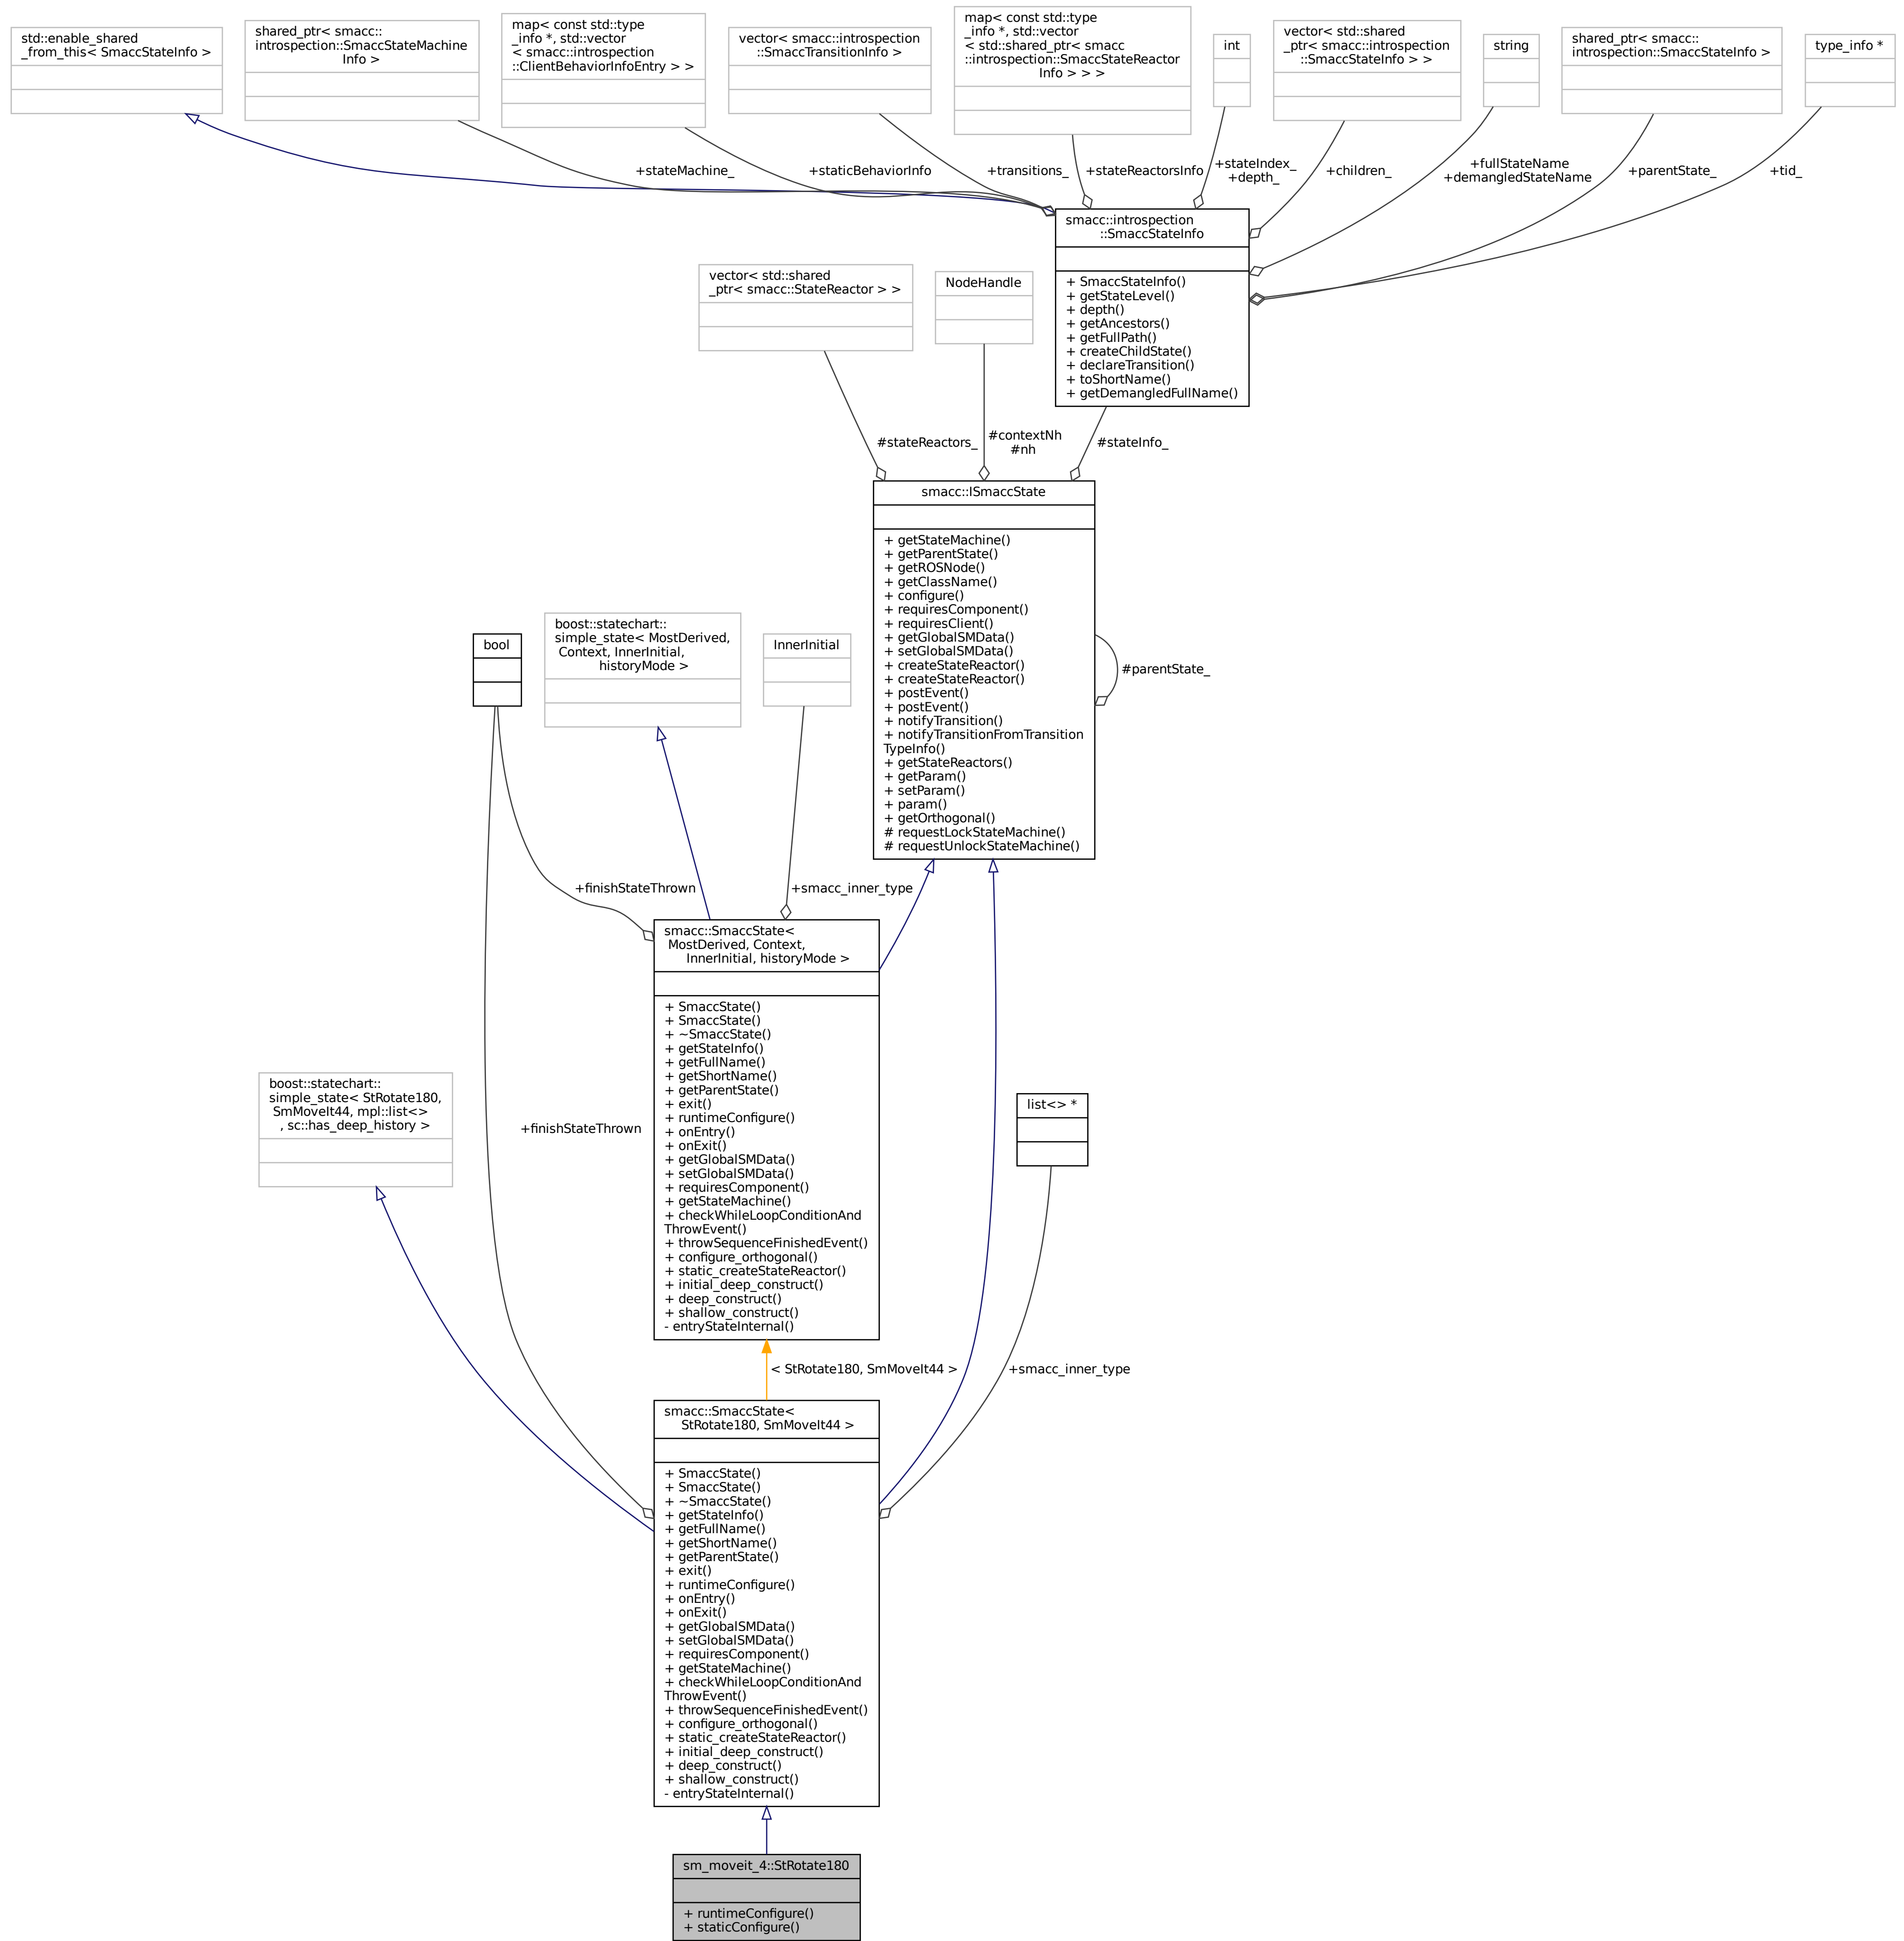 std::enable_shared
_from_this< SmaccStateInfo >
shared_ptr< smacc::
introspection::SmaccStateMachine
Info >
map< const std::type
_info *, std::vector
< smacc::introspection
::ClientBehaviorInfoEntry > >
vector< smacc::introspection
::SmaccTransitionInfo >
map< const std::type
_info *, std::vector
< std::shared_ptr< smacc
::introspection::SmaccStateReactor
Info > > >
int
vector< std::shared
_ptr< smacc::introspection
::SmaccStateInfo > >
string
shared_ptr< smacc::
introspection::SmaccStateInfo >
type_info *
+stateMachine_
+staticBehaviorInfo
+transitions_
+stateReactorsInfo
+stateIndex_
+depth_
+children_
+fullStateName
+demangledStateName
+parentState_
+tid_
smacc::introspection
::SmaccStateInfo
+ SmaccStateInfo()
+ getStateLevel()
+ depth()
+ getAncestors()
+ getFullPath()
+ createChildState()
+ declareTransition()
+ toShortName()
+ getDemangledFullName()
vector< std::shared
_ptr< smacc::StateReactor > >
NodeHandle
#stateReactors_
#contextNh
#nh
#stateInfo_
smacc::ISmaccState
+ getStateMachine()
+ getParentState()
+ getROSNode()
+ getClassName()
+ configure()
+ requiresComponent()
+ requiresClient()
+ getGlobalSMData()
+ setGlobalSMData()
+ createStateReactor()
+ createStateReactor()
+ postEvent()
+ postEvent()
+ notifyTransition()
+ notifyTransitionFromTransition
TypeInfo()
+ getStateReactors()
+ getParam()
+ setParam()
+ param()
+ getOrthogonal()
# requestLockStateMachine()
# requestUnlockStateMachine()
#parentState_
bool
boost::statechart::
simple_state< MostDerived,
Context, InnerInitial,
historyMode >
InnerInitial
+finishStateThrown
+smacc_inner_type
smacc::SmaccState<
MostDerived, Context,
InnerInitial, historyMode >
+ SmaccState()
+ SmaccState()
+ ~SmaccState()
+ getStateInfo()
+ getFullName()
+ getShortName()
+ getParentState()
+ exit()
+ runtimeConfigure()
+ onEntry()
+ onExit()
+ getGlobalSMData()
+ setGlobalSMData()
+ requiresComponent()
+ getStateMachine()
+ checkWhileLoopConditionAnd
ThrowEvent()
+ throwSequenceFinishedEvent()
+ configure_orthogonal()
+ static_createStateReactor()
+ initial_deep_construct()
+ deep_construct()
+ shallow_construct()
- entryStateInternal()
boost::statechart::
simple_state< StRotate180,
SmMoveIt44, mpl::list<>
, sc::has_deep_history >
+finishStateThrown
list<> *
< StRotate180, SmMoveIt44 >
+smacc_inner_type
smacc::SmaccState<
StRotate180, SmMoveIt44 >
+ SmaccState()
+ SmaccState()
+ ~SmaccState()
+ getStateInfo()
+ getFullName()
+ getShortName()
+ getParentState()
+ exit()
+ runtimeConfigure()
+ onEntry()
+ onExit()
+ getGlobalSMData()
+ setGlobalSMData()
+ requiresComponent()
+ getStateMachine()
+ checkWhileLoopConditionAnd
ThrowEvent()
+ throwSequenceFinishedEvent()
+ configure_orthogonal()
+ static_createStateReactor()
+ initial_deep_construct()
+ deep_construct()
+ shallow_construct()
- entryStateInternal()
sm_moveit_4::StRotate180
+ runtimeConfigure()
+ staticConfigure()